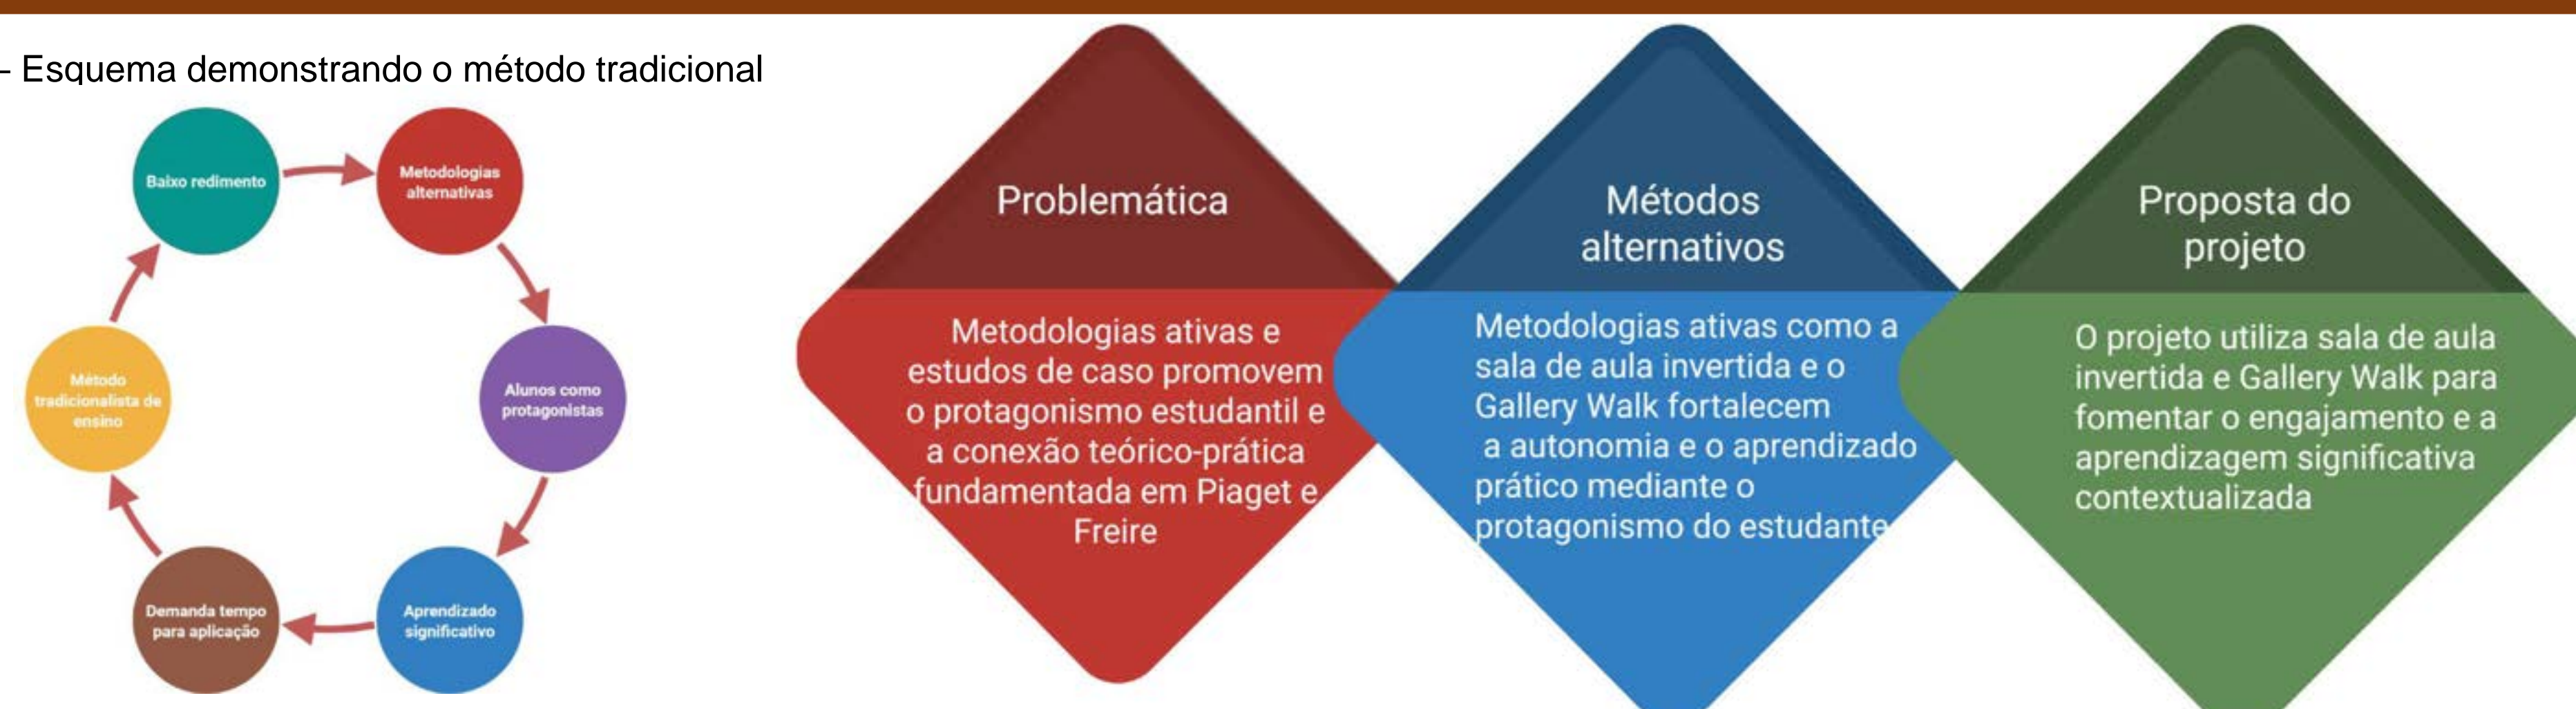 – Esquema demonstrando o método tradicional
Baixo redimento
Metodologias
alternativas
Alunos como
protagonistas
Aprendizado
significativo
Demanda tempo
para aplicação
Método
tradicionalista de
ensino
Problemática
Metodologias ativas e
estudos de caso promovem
o protagonismo estudantil e
a conexão teórico-prática
fundamentada em Piaget e
Freire
Métodos
alternativos
Metodologias ativas como a
sala de aula invertida e o
Gallery Walk fortalecem
a autonomia e o aprendizado
prático mediante o
protagonismo do estudante
Proposta do
projeto
O projeto utiliza sala de aula
invertida e Gallery Walk para
fomentar o engajamento e a
aprendizagem significativa
contextualizada